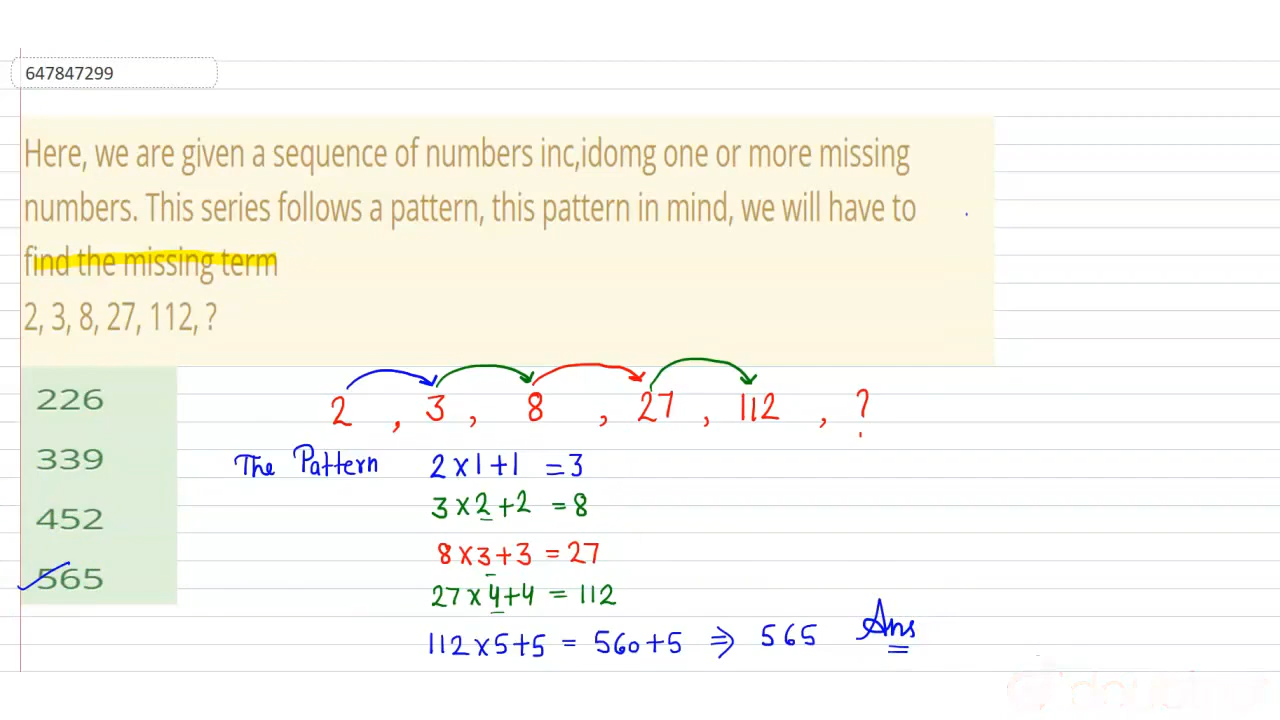 647847299
Here, we are given a sequence of numbers inc,idomg one or more missing
numbers. This series follows a pattern, this pattern in mind, we will have to
find the missing term
2, 3, 8, 27, 112, ?
226
339
452
565
2 , 3 , 8 , 27 , 112 , ?
The Pattern 2×1+1 =3
3×2+2 =8
8×3+3 = 27
27×4+4 = 112
112×5+5 = 560+5 ⇒ 565 Ans